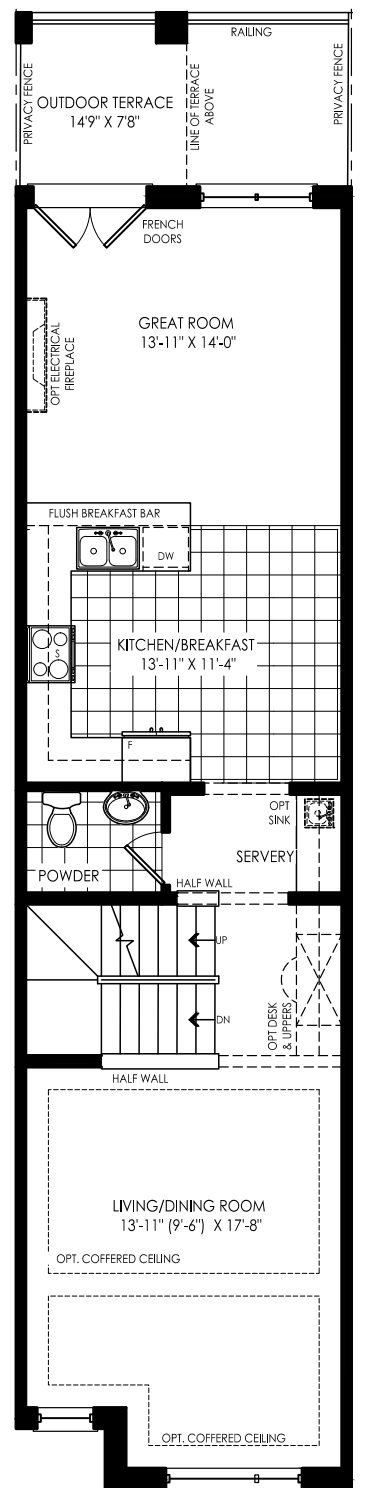 RAILING
PRIVACY FENCE
OUTDOOR TERRACE
14'9" X 7'8"
LINE OF TERRACE
ABOVE
PRIVACY FENCE
FRENCH
DOORS
GREAT ROOM
13'-11" X 14'-0"
OPT ELECTRICAL
FIREPLACE
FLUSH BREAKFAST BAR
DW
S
KITCHEN/BREAKFAST
13'-11" X 11'-4"
F
OPT
SINK
SERVERY
POWDER
HALF WALL
UP
DN
OPT DESK
& UPPERS
HALF WALL
LIVING/DINING ROOM
13'-11" (9'-6") X 17'-8"
OPT. COFFERED CEILING
OPT. COFFERED CEILING